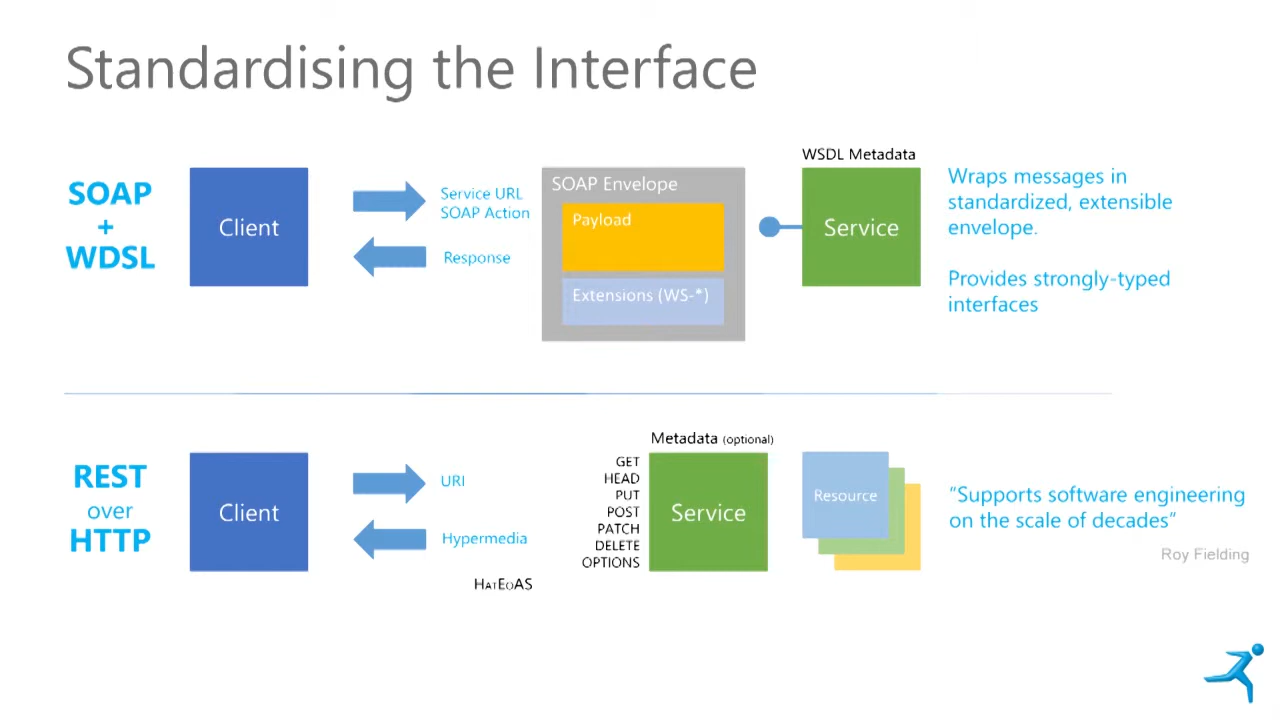 Standardising the Interface
SOAP
+
WDSL
Client
Service URL
SOAP Action
Response
SOAP Envelope
Payload
Extensions (WS-*)
WSDL Metadata
Service
Wraps messages in
standardized, extensible
envelope.
Provides strongly-typed
interfaces
REST
over
HTTP
Client
URI
Hypermedia
HATEOAS
Metadata (optional)
GET
HEAD
PUT
POST
PATCH
DELETE
OPTIONS
Service
Resource
“Supports software engineering
on the scale of decades”
Roy Fielding